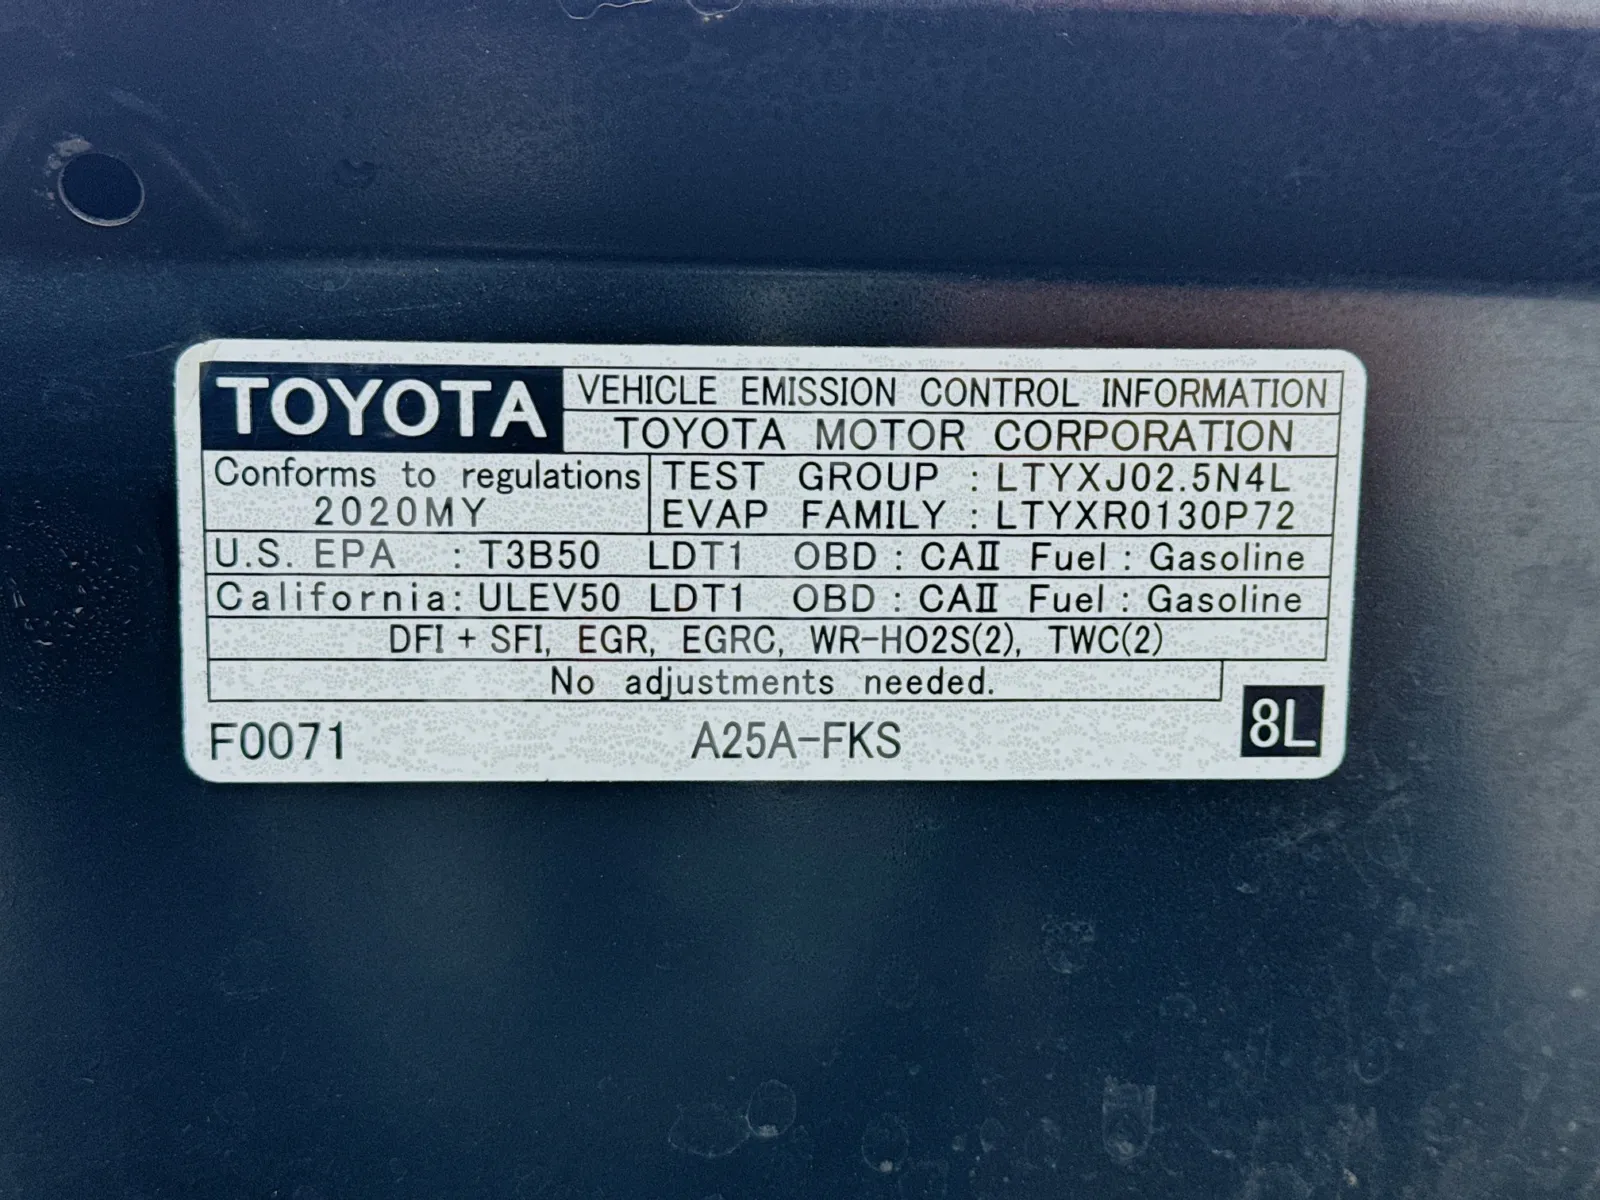 TOYOTA VEHICLE EMISSION CONTROL INFORMATION
TOYOTA MOTOR CORPORATION
Conforms to regulations
2020MY
TEST GROUP : LTYXJ02.5N4L
EVAP FAMILY : LTYXR0130P72
U.S. EPA : T3B50 LDT1 OBD : CAⅡ Fuel : Gasoline
California: ULEV50 LDT1 OBD : CAⅡ Fuel : Gasoline
DFI + SFI, EGR, EGRC, WR-HO2S(2), TWC(2)
No adjustments needed.
F0071 A25A-FKS 8L